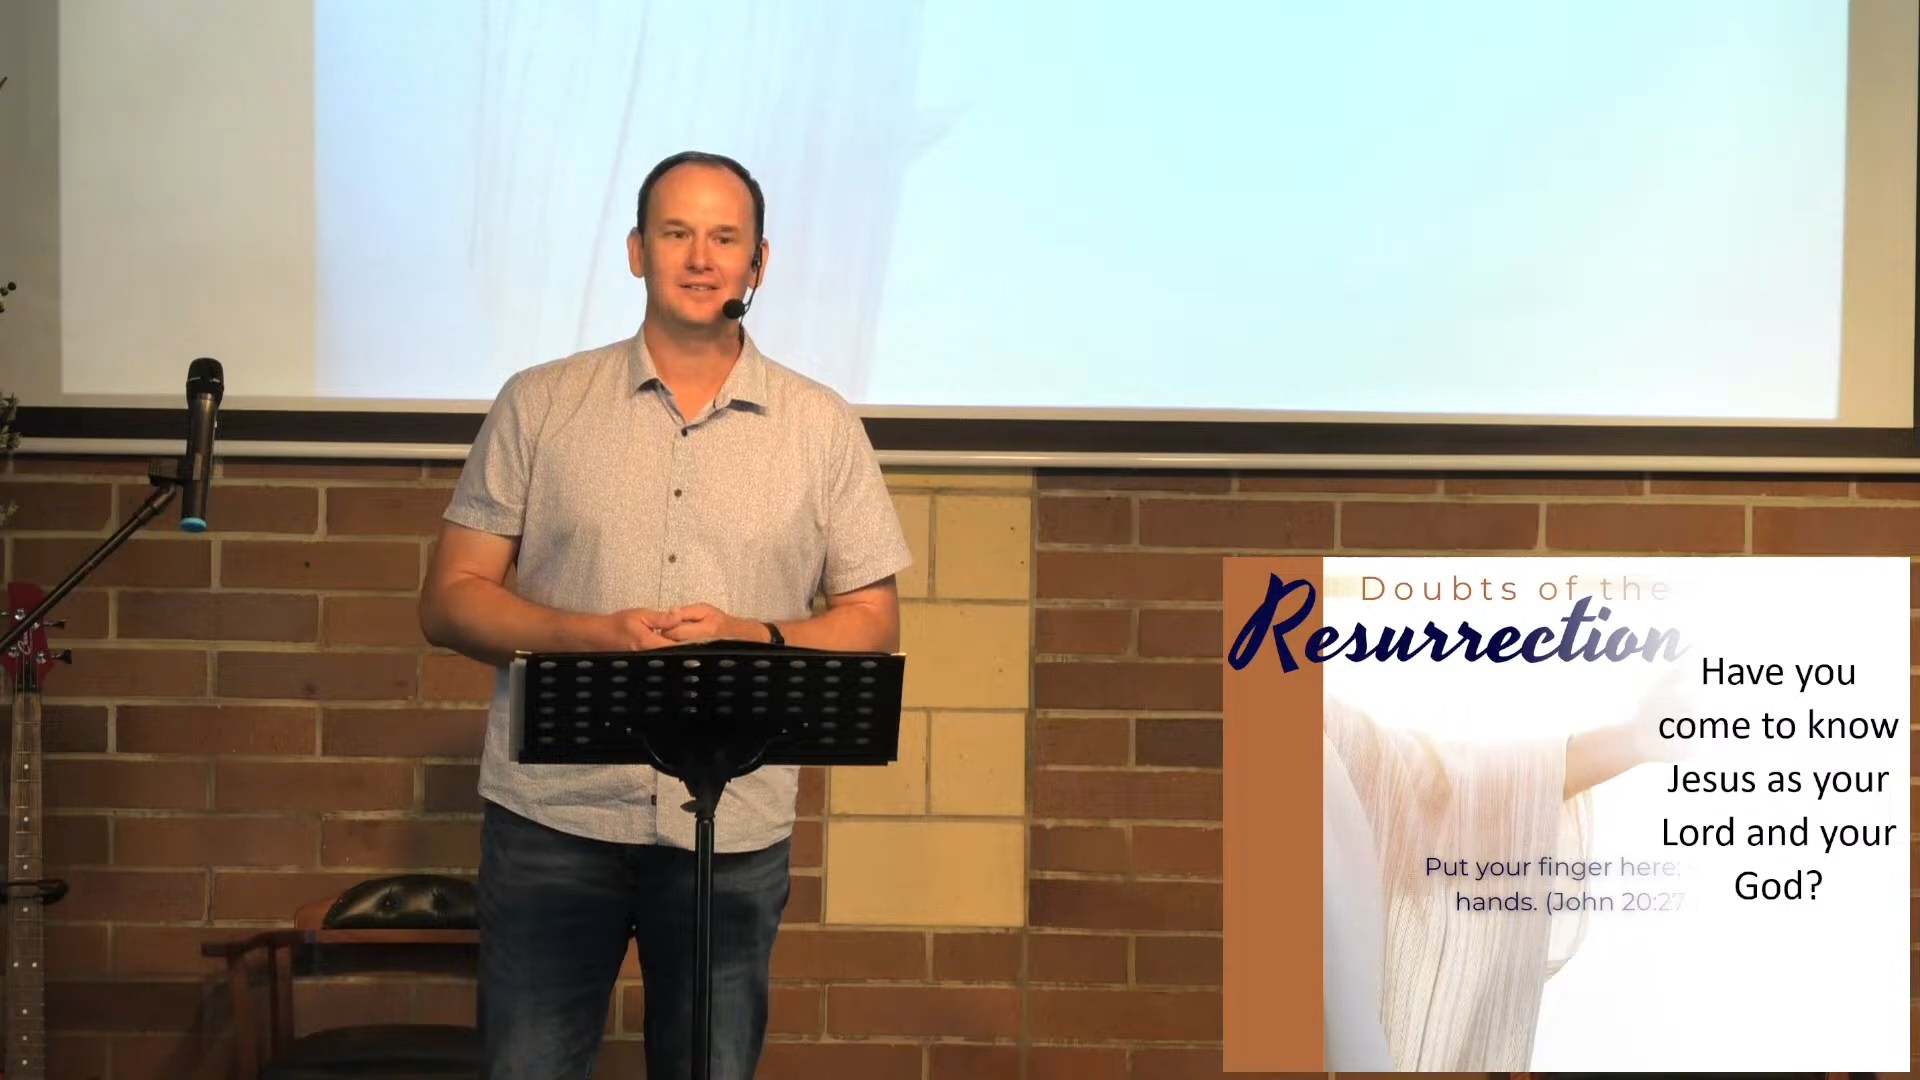 Doubts of the
Resurrection
Have you
come to know
Jesus as your
Lord and your
God?
Put your finger here;
hands. (John 20:27